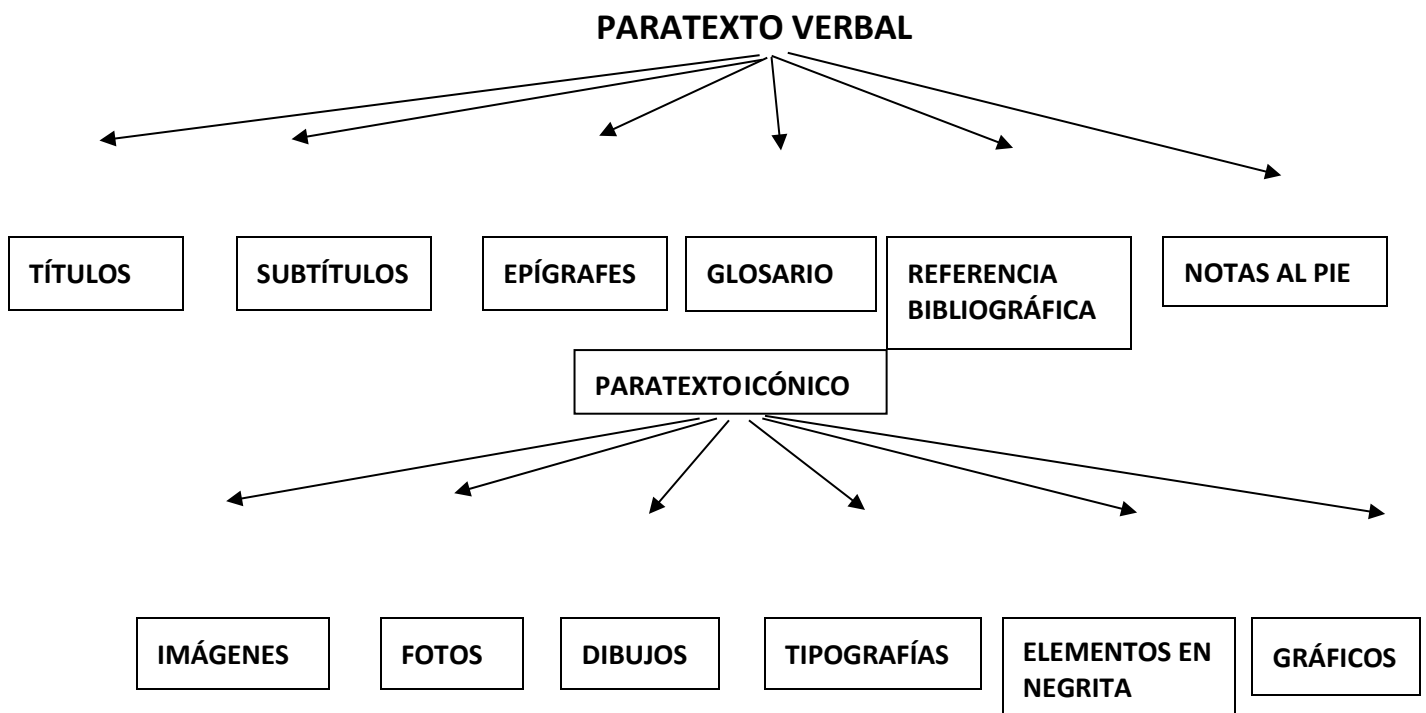 PARATEXTO VERBAL
TÍTULOS
SUBTÍTULOS
EPÍGRAFES
GLOSARIO
REFERENCIA
BIBLIOGRÁFICA
NOTAS AL PIE
PARATEXTOICÓNICO
IMÁGENES
FOTOS
DIBUJOS
TIPOGRAFÍAS
ELEMENTOS EN
NEGRITA
GRÁFICOS